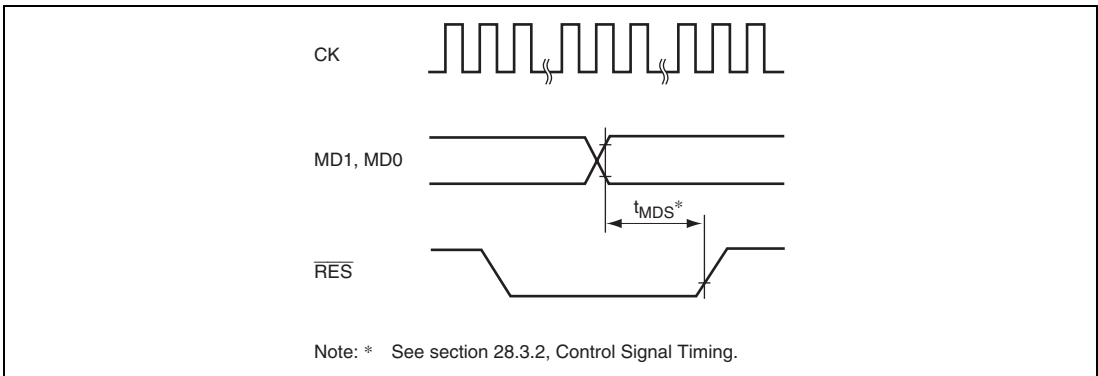 CK
MD1, MD0
tMDS*
RES
Note: * See section 28.3.2, Control Signal Timing.